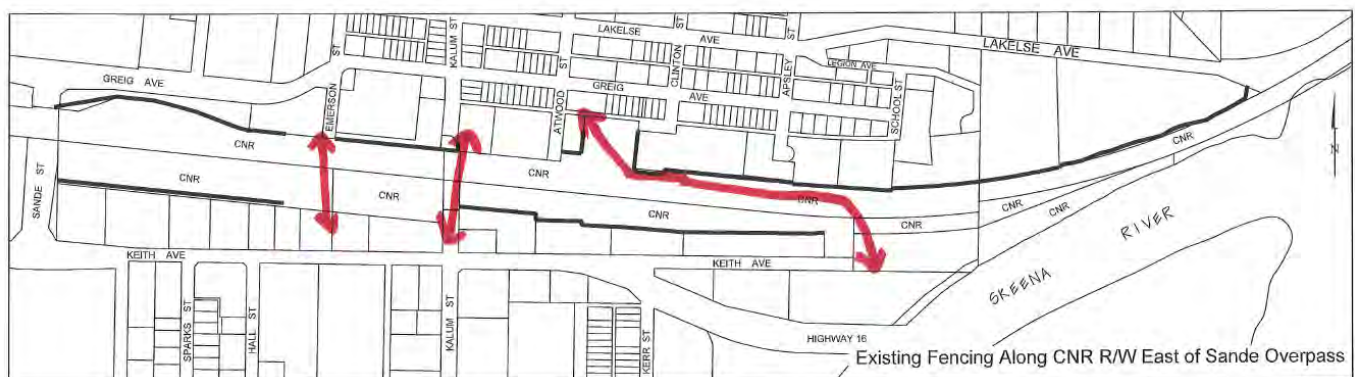 KALUM ST
ST
ST
LAKELSE AVE
LAKELSE AVE
LEGION AVE
GREIG AVE
EMERSON ST
ATWOOD ST
GREIG AVE
CLINTON
APSLEY
SCHOOL ST
SANDE ST
CNR
CNR
CNR
CNR
CNR
CNR
CNR
CNR
CNR
CNR
N
KEITH AVE
KEITH AVE
SKEENA RIVER
SPARKS ST
HALL ST
KALUM ST
KERR ST
HIGHWAY 16
Existing Fencing Along CNR R/W East of Sande Overpass